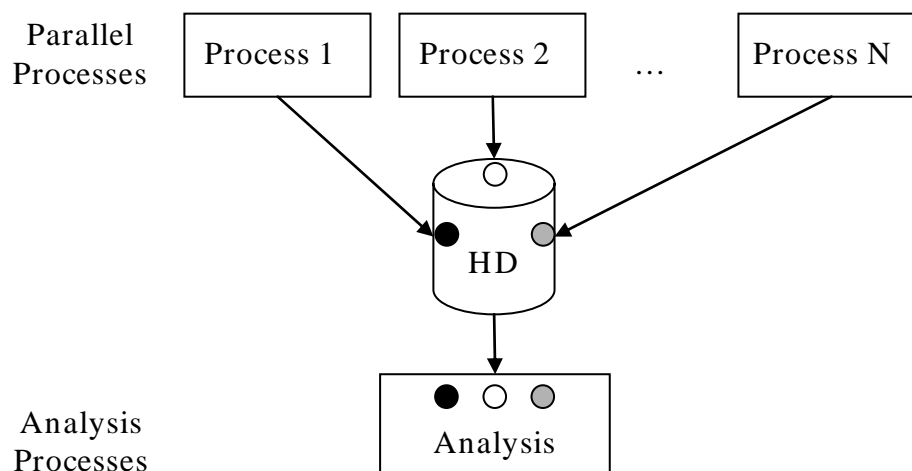 Parallel
Processes
Process 1
Process 2
...
Process N
HD
Analysis
Processes
Analysis